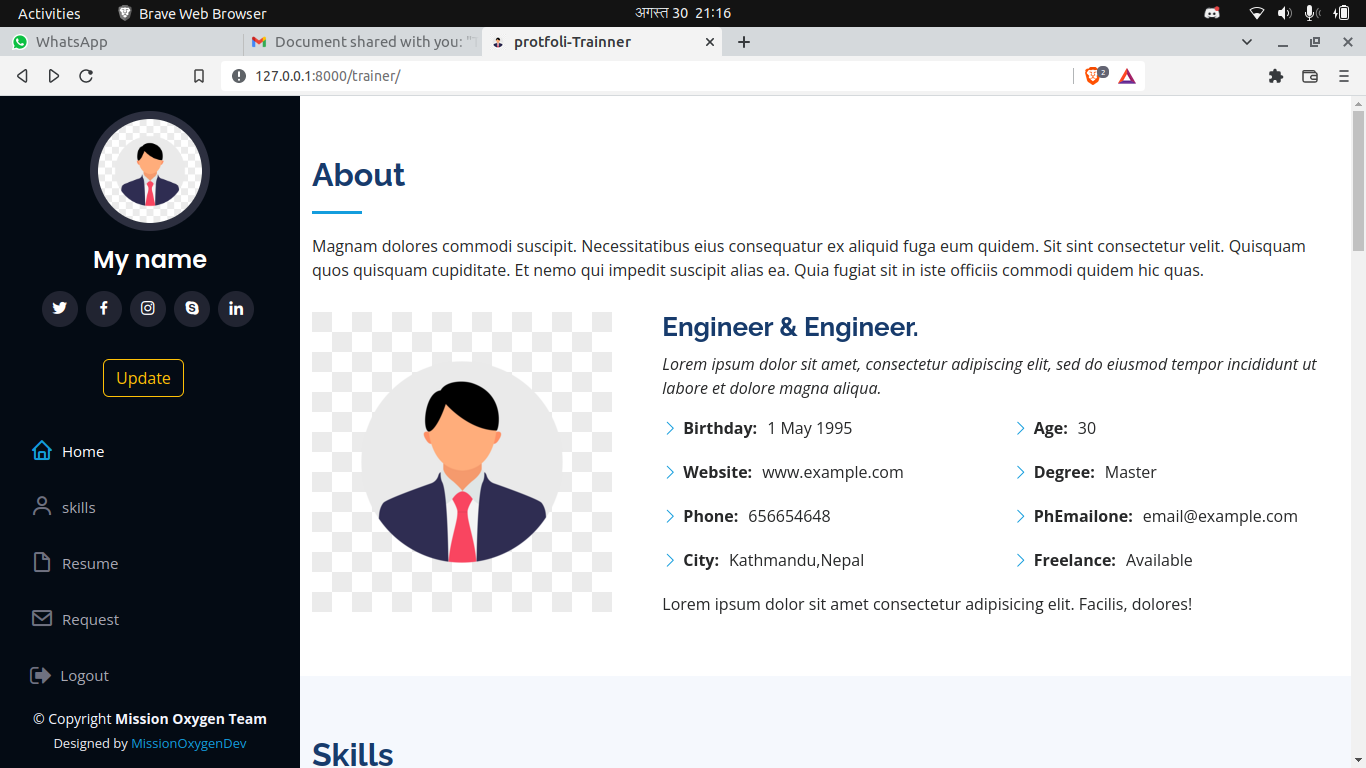 Activities
Brave Web Browser
अगस्त 30 21:16
WhatsApp
Document shared with you: "
protfoli-Trainner
127.0.0.1:8000/trainer/
2
My name
Update
Home
skills
Resume
Request
Logout
© Copyright Mission Oxygen Team
Designed by MissionOxygenDev
About
Magnam dolores commodi suscipit. Necessitatibus eius consequatur ex aliquid fuga eum quidem. Sit sint consectetur velit. Quisquam
quos quisquam cupiditate. Et nemo qui impedit suscipit alias ea. Quia fugiat sit in iste officiis commodi quidem hic quas.
Engineer & Engineer.
Lorem ipsum dolor sit amet, consectetur adipiscing elit, sed do eiusmod tempor incididunt ut
labore et dolore magna aliqua.
Birthday: 1 May 1995
Age: 30
Website: www.example.com
Degree: Master
Phone: 656654648
PhEmailone: email@example.com
City: Kathmandu,Nepal
Freelance: Available
Lorem ipsum dolor sit amet consectetur adipisicing elit. Facilis, dolores!
Skills